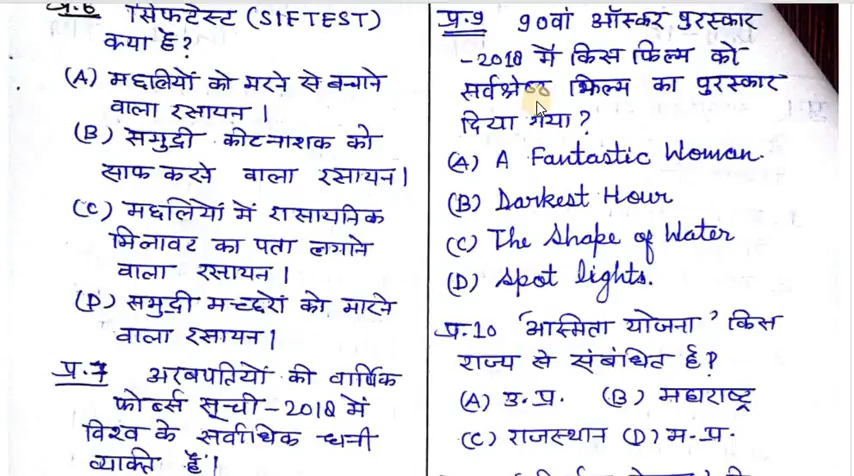 प्र.6 सिफटेस्ट (SIFTEST)
क्या है?
(A) मछलियों को मरने से बचाने
वाला रसायन।
(B) समुद्री कीटनाशक को
साफ करने वाला रसायन।
(C) मछलियों में रासायनिक
मिलावट का पता लगाने
वाला रसायन।
(D) समुद्री मच्छरों को मारने
वाला रसायन।
प्र.7 अरबपतियों की वार्षिक
फोर्ब्स सूची-2018 में
विश्व के सर्वाधिक धनी
व्याक्ति हैं।
प्र.9 90वां ऑस्कर पुरस्कार
-2018 में किस फिल्म को
सर्वश्रेष्ठ फिल्म का पुरस्कार
दिया गया?
(A) A Fantastic Woman.
(B) Darkest Hour
(C) The Shape of Water
(D) Spot lights.
प्र.10 'अस्मिता योजना' किस
राज्य से संबंधित है?
(A) उ.प्र. (B) महाराष्ट्र
(C) राजस्थान (D) म.प्र.